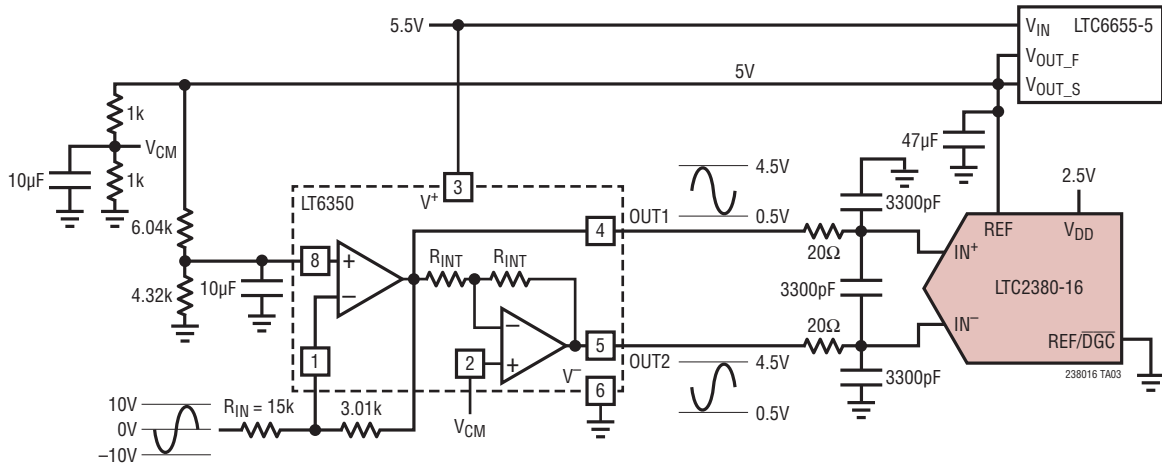 5.5V
V_IN
LTC6655-5
V_OUT_F
V_OUT_S
5V
1k
V_CM
10µF
1k
47µF
LT6350
V⁺
3
6.04k
4.32k
10µF
8
+
–
R_INT
R_INT
4
OUT1
4.5V
0.5V
3300pF
20Ω
2.5V
REF
V_DD
IN⁺
LTC2380-16
3300pF
1
–
+
2
V_CM
5
V⁻
6
OUT2
4.5V
0.5V
20Ω
3300pF
IN⁻
REF/D̅G̅C̅
238016 TA03
10V
0V
–10V
R_IN = 15k
3.01k